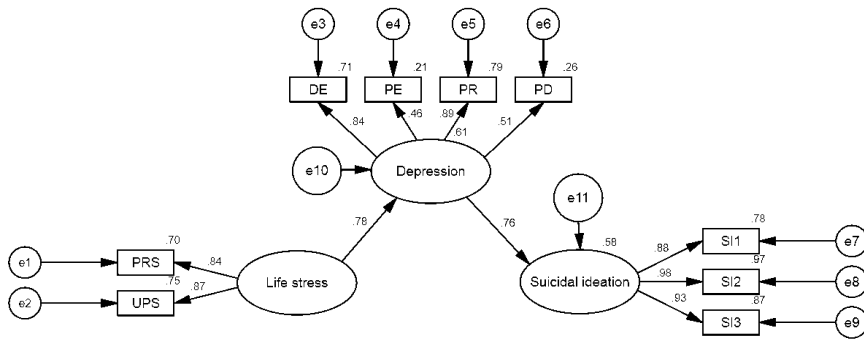 e3
e4
e5
e6
.71
.21
.79
.26
DE
PE
PR
PD
.84
.46
.89
.61
.51
Depression
e10
e11
.78
.76
.58
.78
.70
.88
SI1
e7
e1
PRS
.84
.97
Life stress
Suicidal ideation
.98
SI2
e8
.75
.87
e2
UPS
.93
.87
SI3
e9